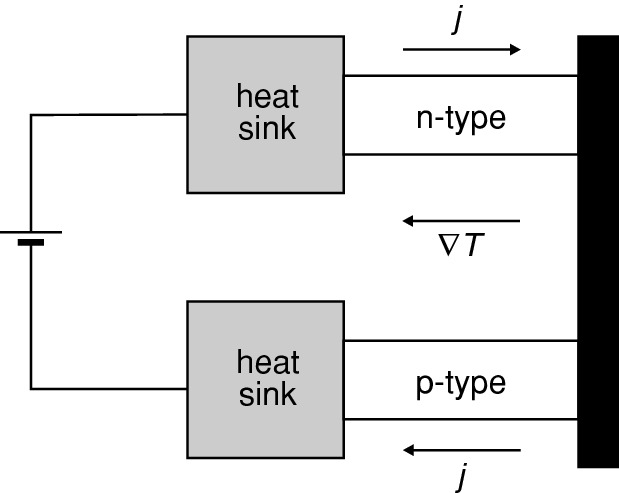 j
heat
sink
n-type
∇T
heat
sink
p-type
j